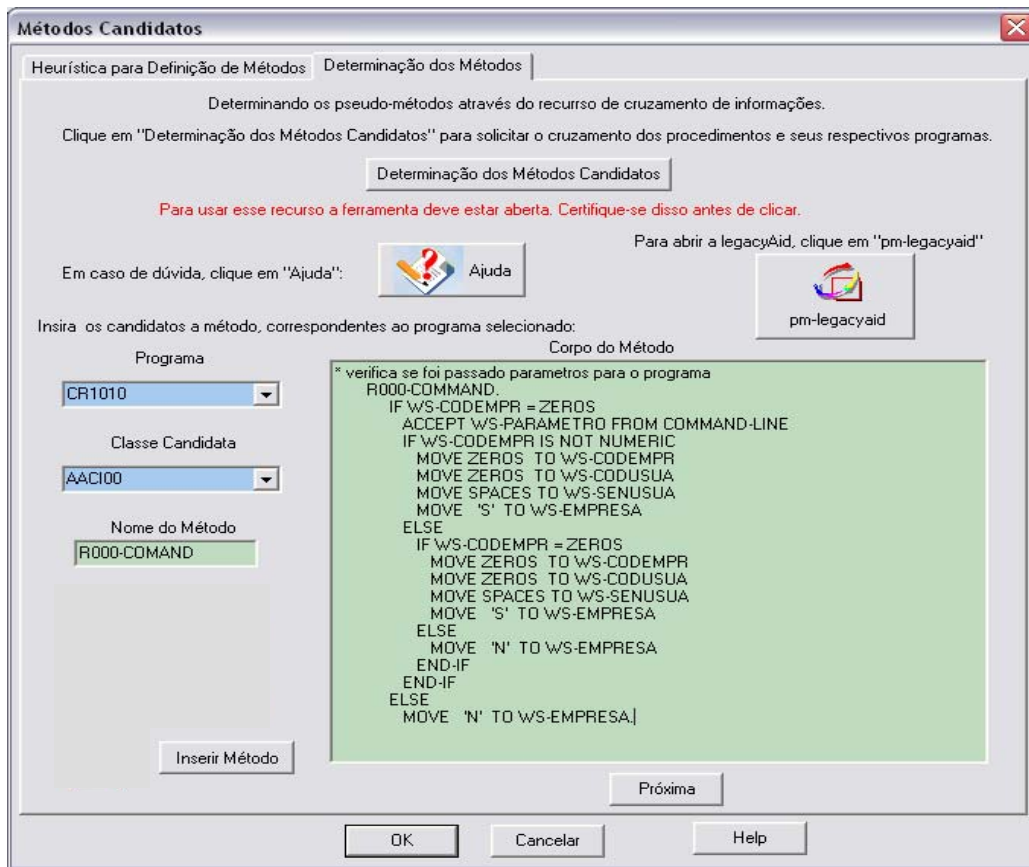 Métodos Candidatos
Heurística para Definição de Métodos
Determinação dos Métodos
Determinando os pseudo-métodos através do recurrso de cruzamento de informações.
Clique em "Determinação dos Métodos Candidatos" para solicitar o cruzamento dos procedimentos e seus respectivos programas.
Determinação dos Métodos Candidatos
Para usar esse recurso a ferramenta deve estar aberta. Certifique-se disso antes de clicar.
Para abrir a legacyAid, clique em "pm-legacyaid"
Em caso de dúvida, clique em "Ajuda":
Ajuda
pm-legacyaid
Insira os candidatos a método, correspondentes ao programa selecionado:
Programa
CR1010
Classe Candidata
AACI00
Nome do Método
R000-COMAND
Inserir Método
Corpo do Método
* verifica se foi passado parametros para o programa
R000-COMMAND.
IF WS-CODEMPR = ZEROS
ACCEPT WS-PARAMETRO FROM COMMAND-LINE
IF WS-CODEMPR IS NOT NUMERIC
MOVE ZEROS TO WS-CODEMPR
MOVE ZEROS TO WS-CODUSUA
MOVE SPACES TO WS-SENUSUA
MOVE 'S' TO WS-EMPRESA
ELSE
IF WS-CODEMPR = ZEROS
MOVE ZEROS TO WS-CODEMPR
MOVE ZEROS TO WS-CODUSUA
MOVE SPACES TO WS-SENUSUA
MOVE 'S' TO WS-EMPRESA
ELSE
MOVE 'N' TO WS-EMPRESA
END-IF
END-IF
ELSE
MOVE 'N' TO WS-EMPRESA.
Próxima
OK
Cancelar
Help